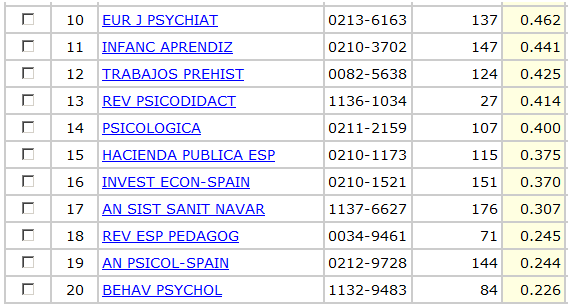 10 EUR J PSYCHIAT 0213-6163 137 0.462
11 INFANC APRENDIZ 0210-3702 147 0.441
12 TRABAJOS PREHIST 0082-5638 124 0.425
13 REV PSICODIDACT 1136-1034 27 0.414
14 PSICOLOGICA 0211-2159 107 0.400
15 HACIENDA PUBLICA ESP 0210-1173 115 0.375
16 INVEST ECON-SPAIN 0210-1521 151 0.370
17 AN SIST SANIT NAVAR 1137-6627 176 0.307
18 REV ESP PEDAGOG 0034-9461 71 0.245
19 AN PSICOL-SPAIN 0212-9728 144 0.244
20 BEHAV PSYCHOL 1132-9483 84 0.226